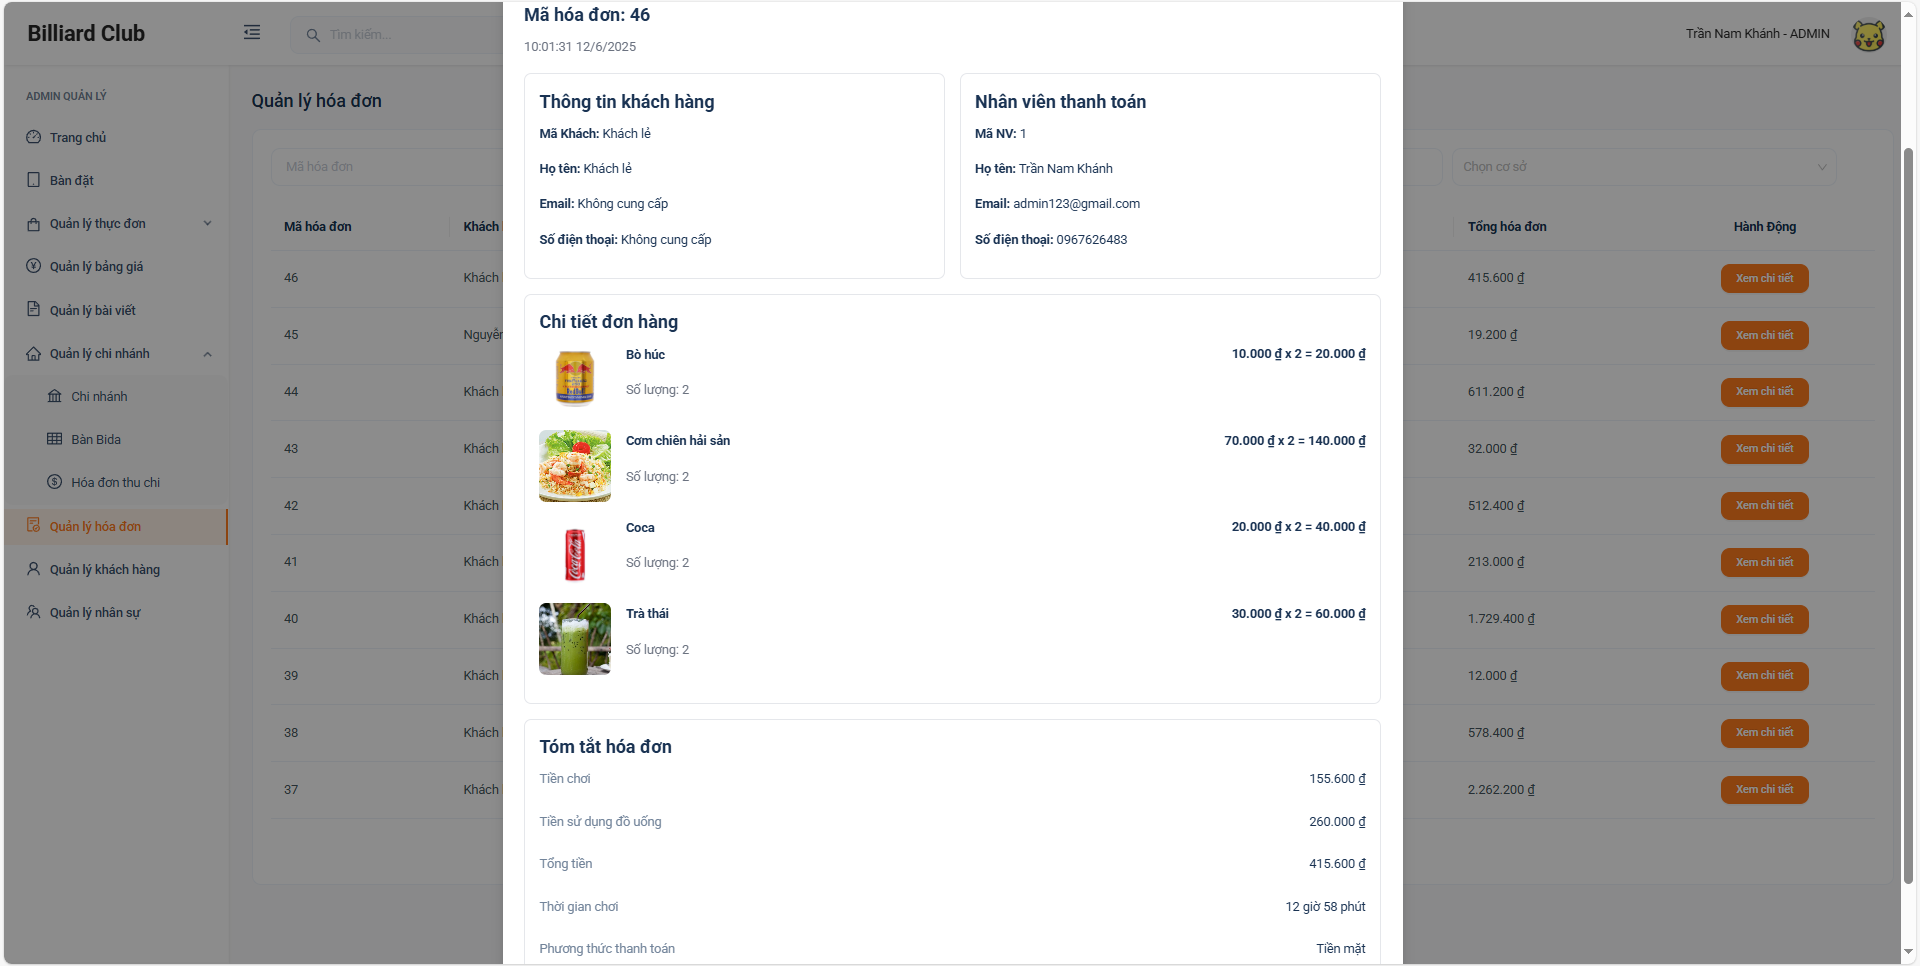 Billiard Club
Tìm kiếm...
Trần Nam Khánh - ADMIN
ADMIN QUẢN LÝ
Trang chủ
Bàn đặt
Quản lý thực đơn
Quản lý bảng giá
Quản lý bài viết
Quản lý chi nhánh
Chi nhánh
Bàn Bida
Hóa đơn thu chi
Quản lý hóa đơn
Quản lý khách hàng
Quản lý nhân sự
Quản lý hóa đơn
Mã hóa đơn
Chọn cơ sở
Mã hóa đơn Khách Tổng hóa đơn Hành Động
46 Khách 415.600 ₫ Xem chi tiết
45 Nguyễn 19.200 ₫ Xem chi tiết
44 Khách 611.200 ₫ Xem chi tiết
43 Khách 32.000 ₫ Xem chi tiết
42 Khách 512.400 ₫ Xem chi tiết
41 Khách 213.000 ₫ Xem chi tiết
40 Khách 1.729.400 ₫ Xem chi tiết
39 Khách 12.000 ₫ Xem chi tiết
38 Khách 578.400 ₫ Xem chi tiết
37 Khách 2.262.200 ₫ Xem chi tiết
Mã hóa đơn: 46
10:01:31 12/6/2025
Thông tin khách hàng
Mã Khách: Khách lẻ
Họ tên: Khách lẻ
Email: Không cung cấp
Số điện thoại: Không cung cấp
Nhân viên thanh toán
Mã NV: 1
Họ tên: Trần Nam Khánh
Email: admin123@gmail.com
Số điện thoại: 0967626483
Chi tiết đơn hàng
Bò húc 10.000 ₫ x 2 = 20.000 ₫
Số lượng: 2
Cơm chiên hải sản 70.000 ₫ x 2 = 140.000 ₫
Số lượng: 2
Coca 20.000 ₫ x 2 = 40.000 ₫
Số lượng: 2
Trà thái 30.000 ₫ x 2 = 60.000 ₫
Số lượng: 2
Tóm tắt hóa đơn
Tiền chơi 155.600 ₫
Tiền sử dụng đồ uống 260.000 ₫
Tổng tiền 415.600 ₫
Thời gian chơi 12 giờ 58 phút
Phương thức thanh toán Tiền mặt